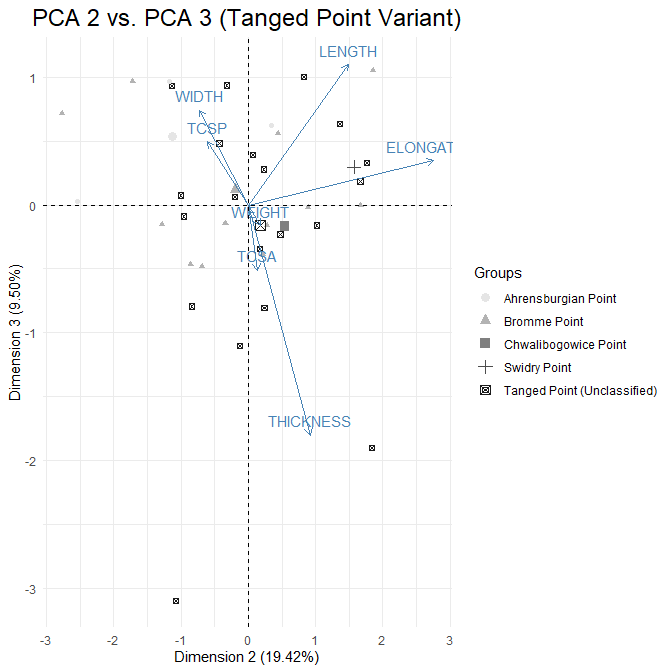 PCA 2 vs. PCA 3 (Tanged Point Variant)
LENGTH
WIDTH
TCSP
ELONGAT
WEIGHT
TCSA
THICKNESS
1
0
-1
-2
-3
Dimension 3 (9.50%)
-3
-2
-1
0
1
2
3
Dimension 2 (19.42%)
Groups
Ahrensburgian Point
Bromme Point
Chwalibogowice Point
Swidry Point
Tanged Point (Unclassified)